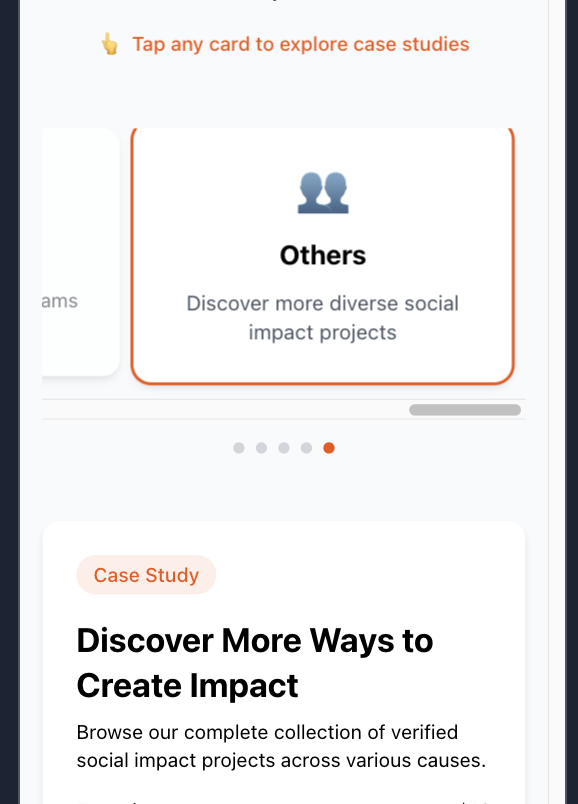 Tap any card to explore case studies
ams
Others
Discover more diverse social
impact projects
Case Study
Discover More Ways to
Create Impact
Browse our complete collection of verified
social impact projects across various causes.